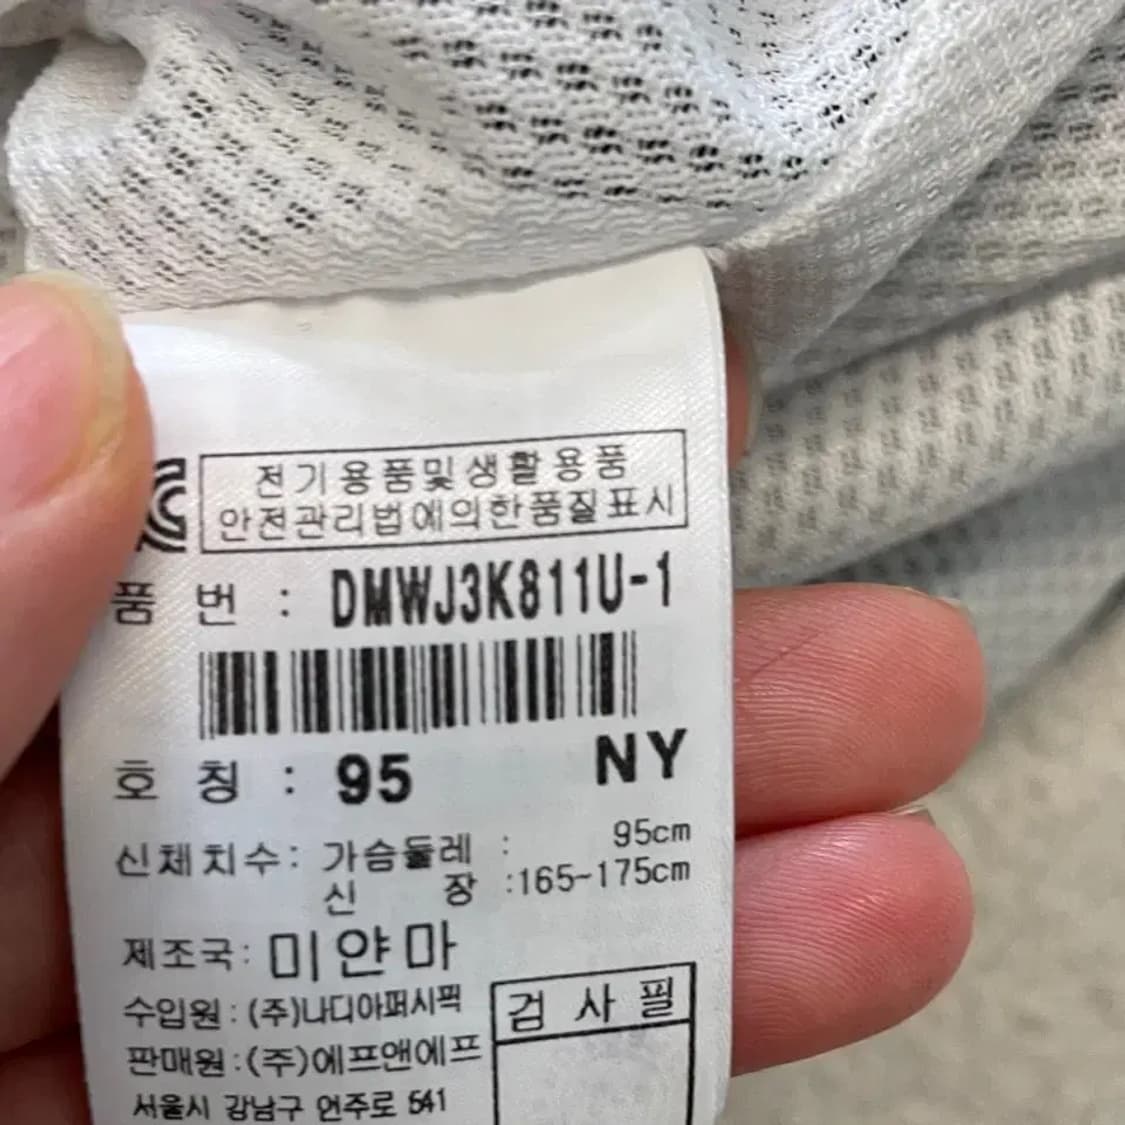 전기용품및생활용품
안전관리법에의한품질표시
품 번 : DMWJ3K811U-1
호 칭 : 95 NY
신체치수: 가슴둘레 : 95cm
신 장 :165~175cm
제조국: 미얀마
수입원 : (주)나디아퍼시픽
검 사 필
판매원 : (주)에프앤에프
서울시 강남구 언주로 541